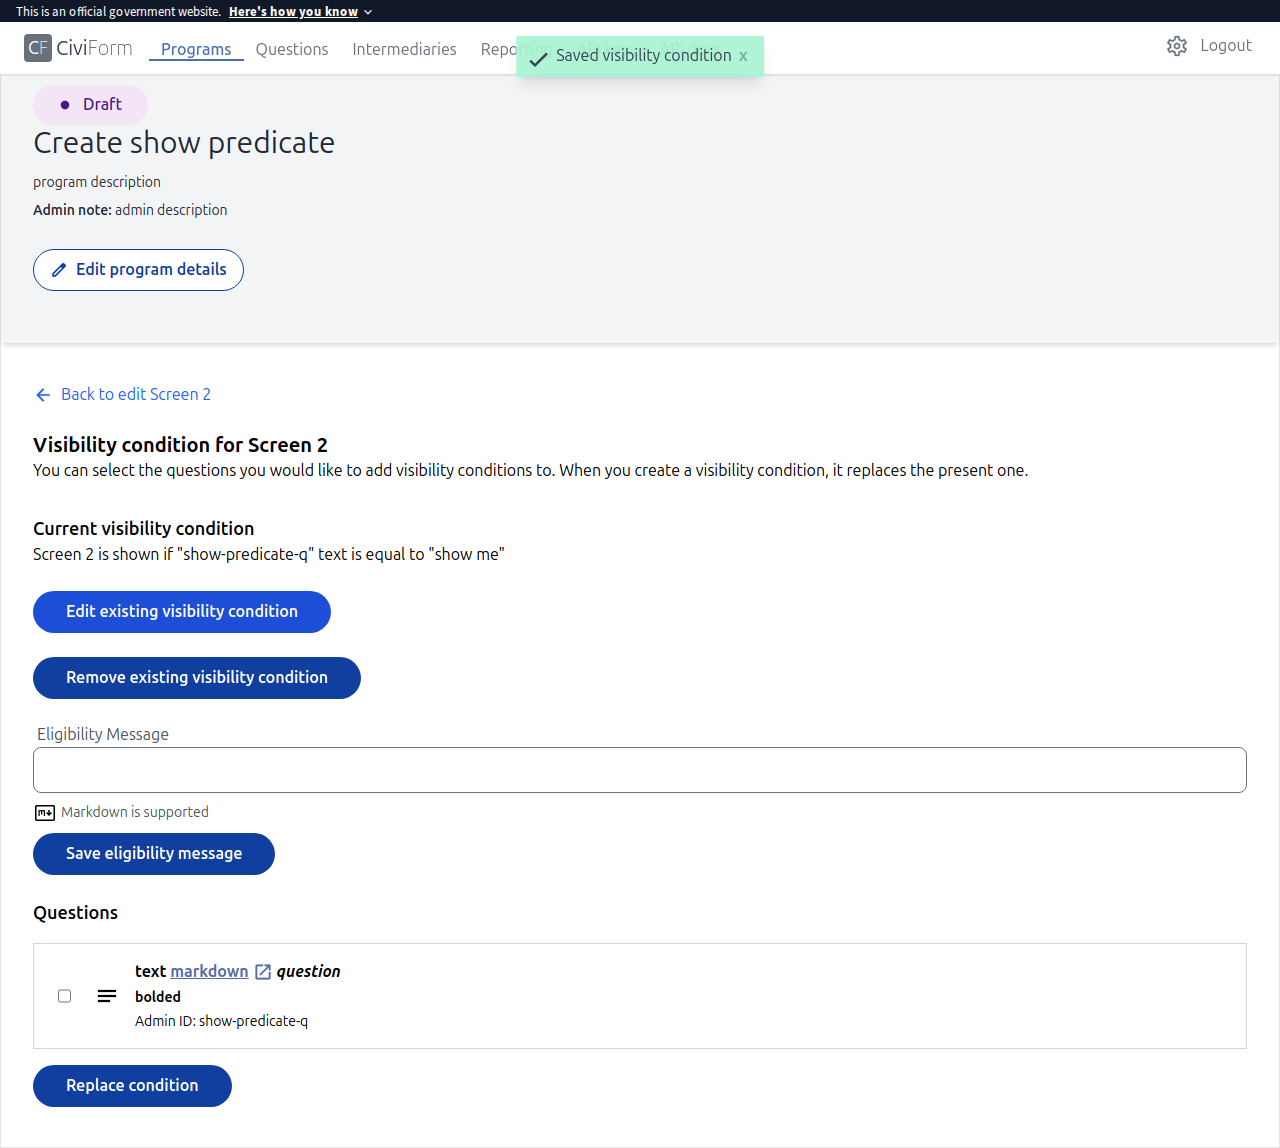 This is an official government website. Here's how you know
CF CiviForm Programs Questions Intermediaries Reporting Logout
Saved visibility condition x
Draft
Create show predicate
program description
Admin note: admin description
Edit program details
Back to edit Screen 2
Visibility condition for Screen 2
You can select the questions you would like to add visibility conditions to. When you create a visibility condition, it replaces the present one.
Current visibility condition
Screen 2 is shown if "show-predicate-q" text is equal to "show me"
Edit existing visibility condition
Remove existing visibility condition
Eligibility Message
Markdown is supported
Save eligibility message
Questions
text markdown question
bolded
Admin ID: show-predicate-q
Replace condition